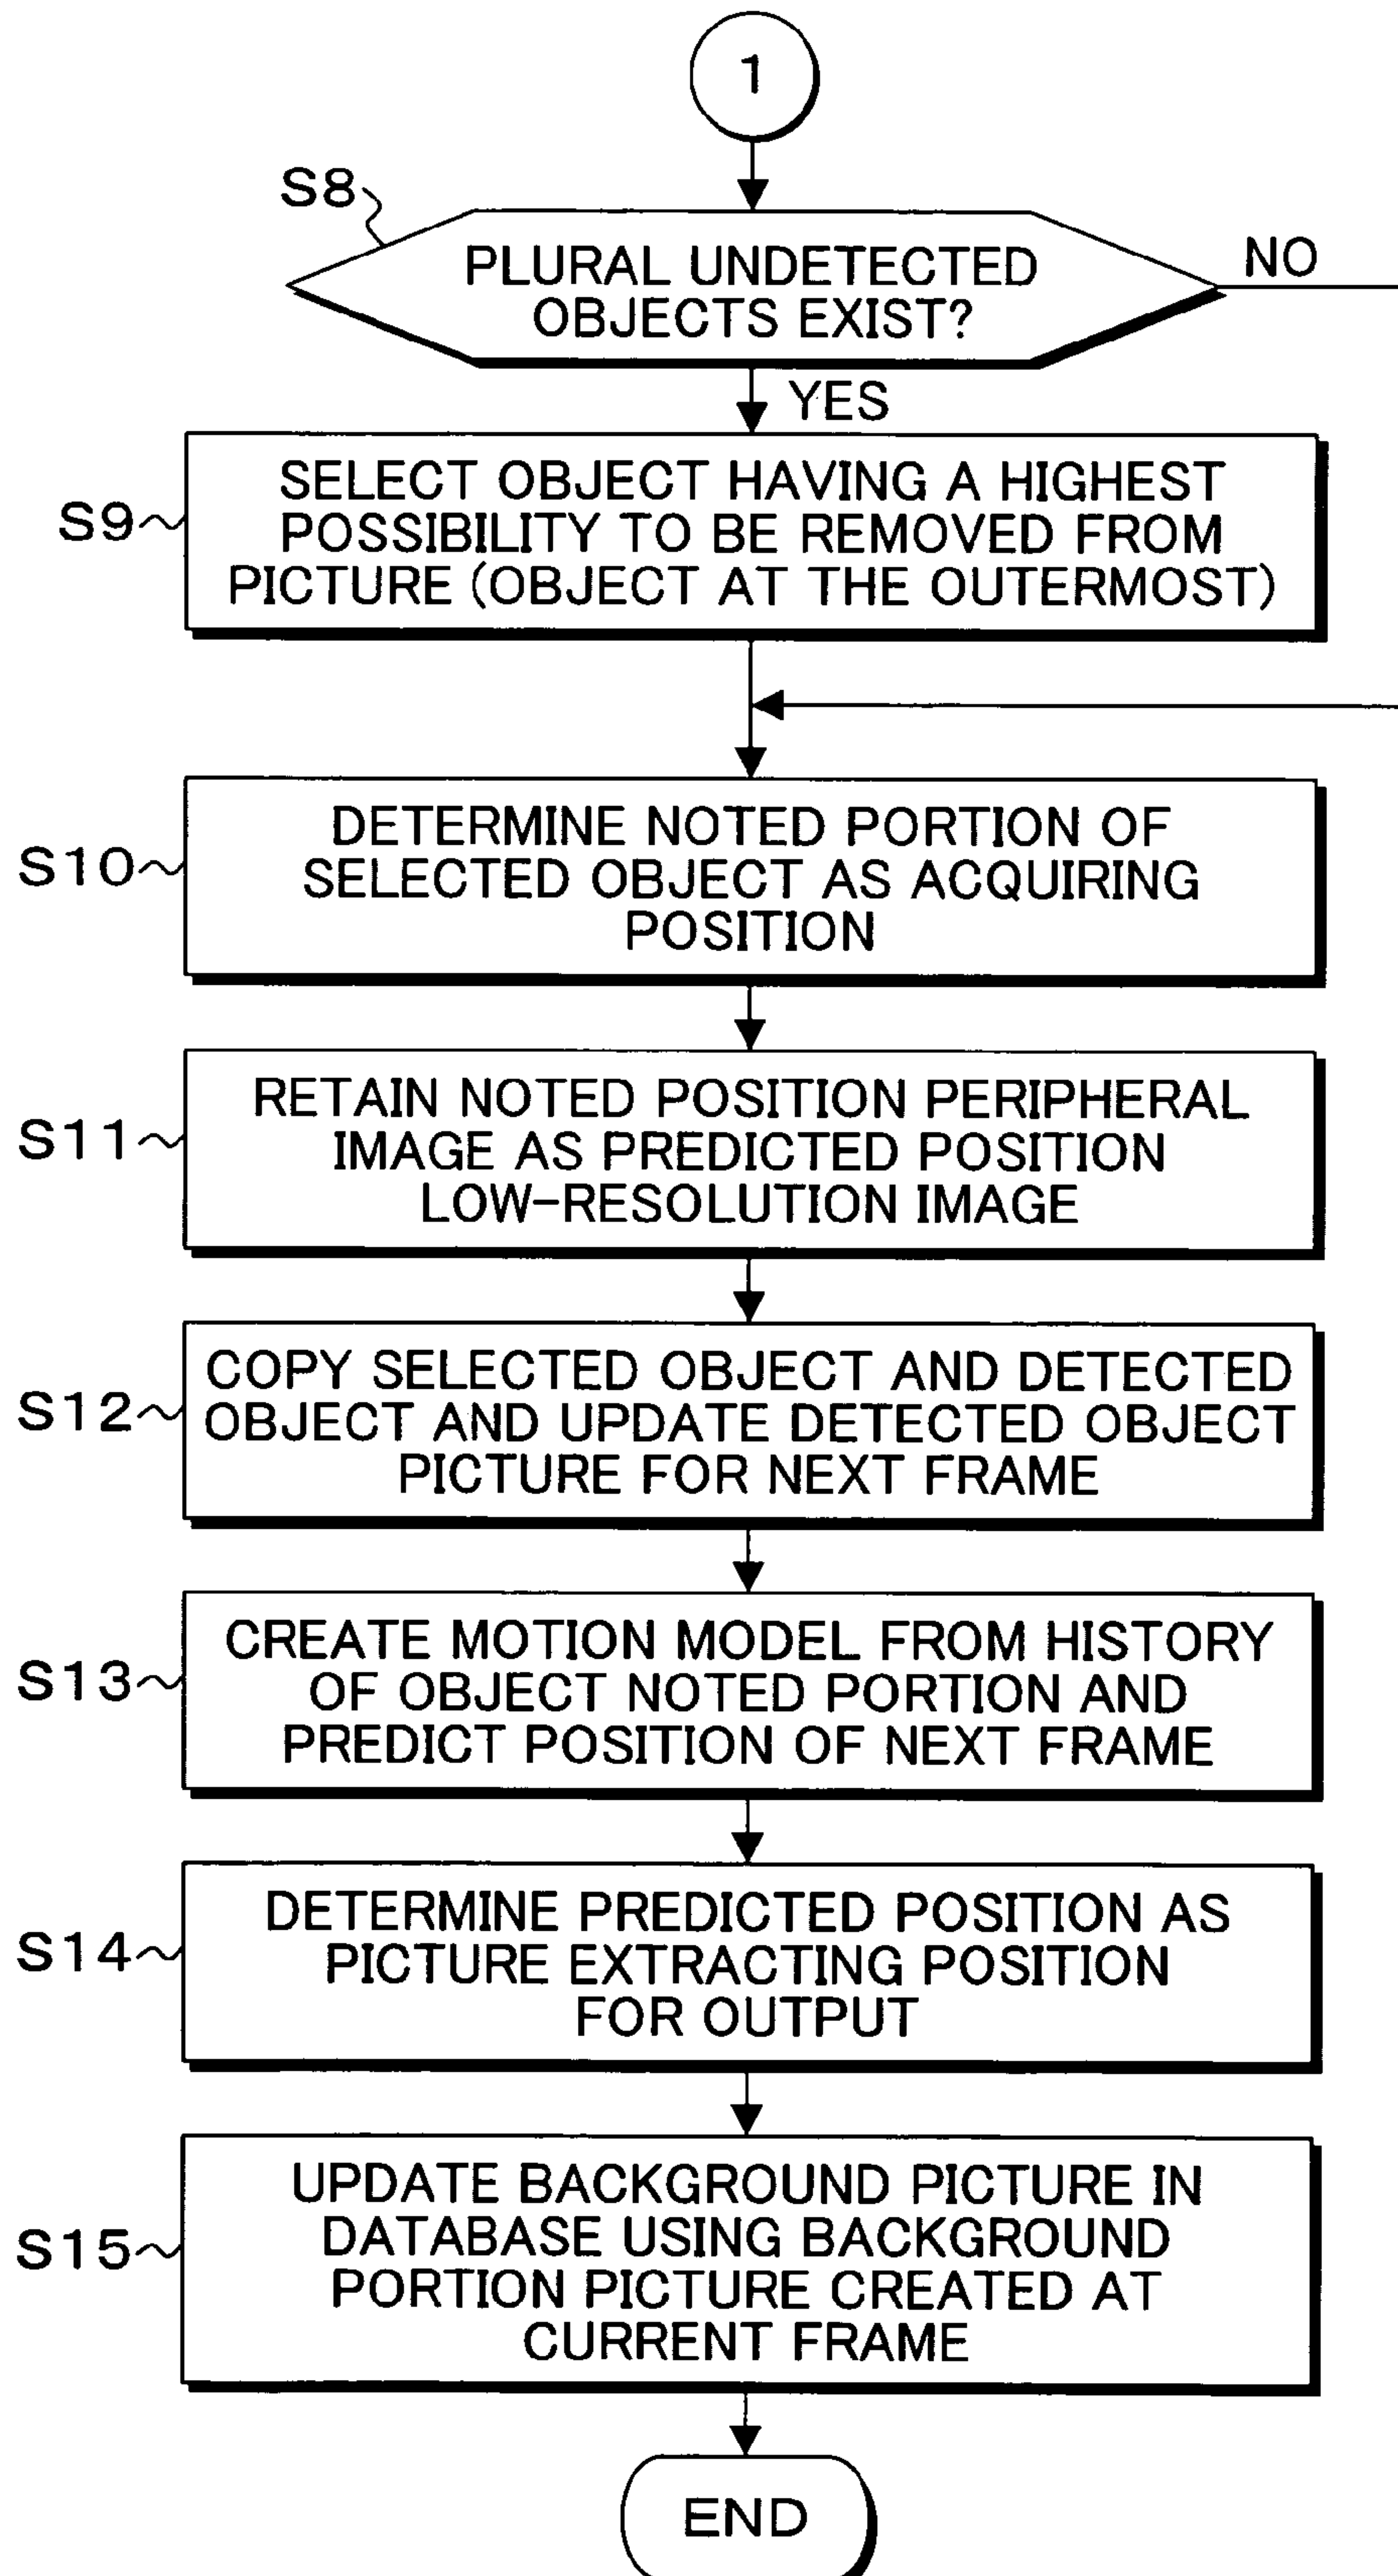 1
S8
PLURAL UNDETECTED
OBJECTS EXIST?
NO
YES
S9
SELECT OBJECT HAVING A HIGHEST
POSSIBILITY TO BE REMOVED FROM
PICTURE (OBJECT AT THE OUTERMOST)
S10
DETERMINE NOTED PORTION OF
SELECTED OBJECT AS ACQUIRING
POSITION
S11
RETAIN NOTED POSITION PERIPHERAL
IMAGE AS PREDICTED POSITION
LOW-RESOLUTION IMAGE
S12
COPY SELECTED OBJECT AND DETECTED
OBJECT AND UPDATE DETECTED OBJECT
PICTURE FOR NEXT FRAME
S13
CREATE MOTION MODEL FROM HISTORY
OF OBJECT NOTED PORTION AND
PREDICT POSITION OF NEXT FRAME
S14
DETERMINE PREDICTED POSITION AS
PICTURE EXTRACTING POSITION
FOR OUTPUT
S15
UPDATE BACKGROUND PICTURE IN
DATABASE USING BACKGROUND
PORTION PICTURE CREATED AT
CURRENT FRAME
END